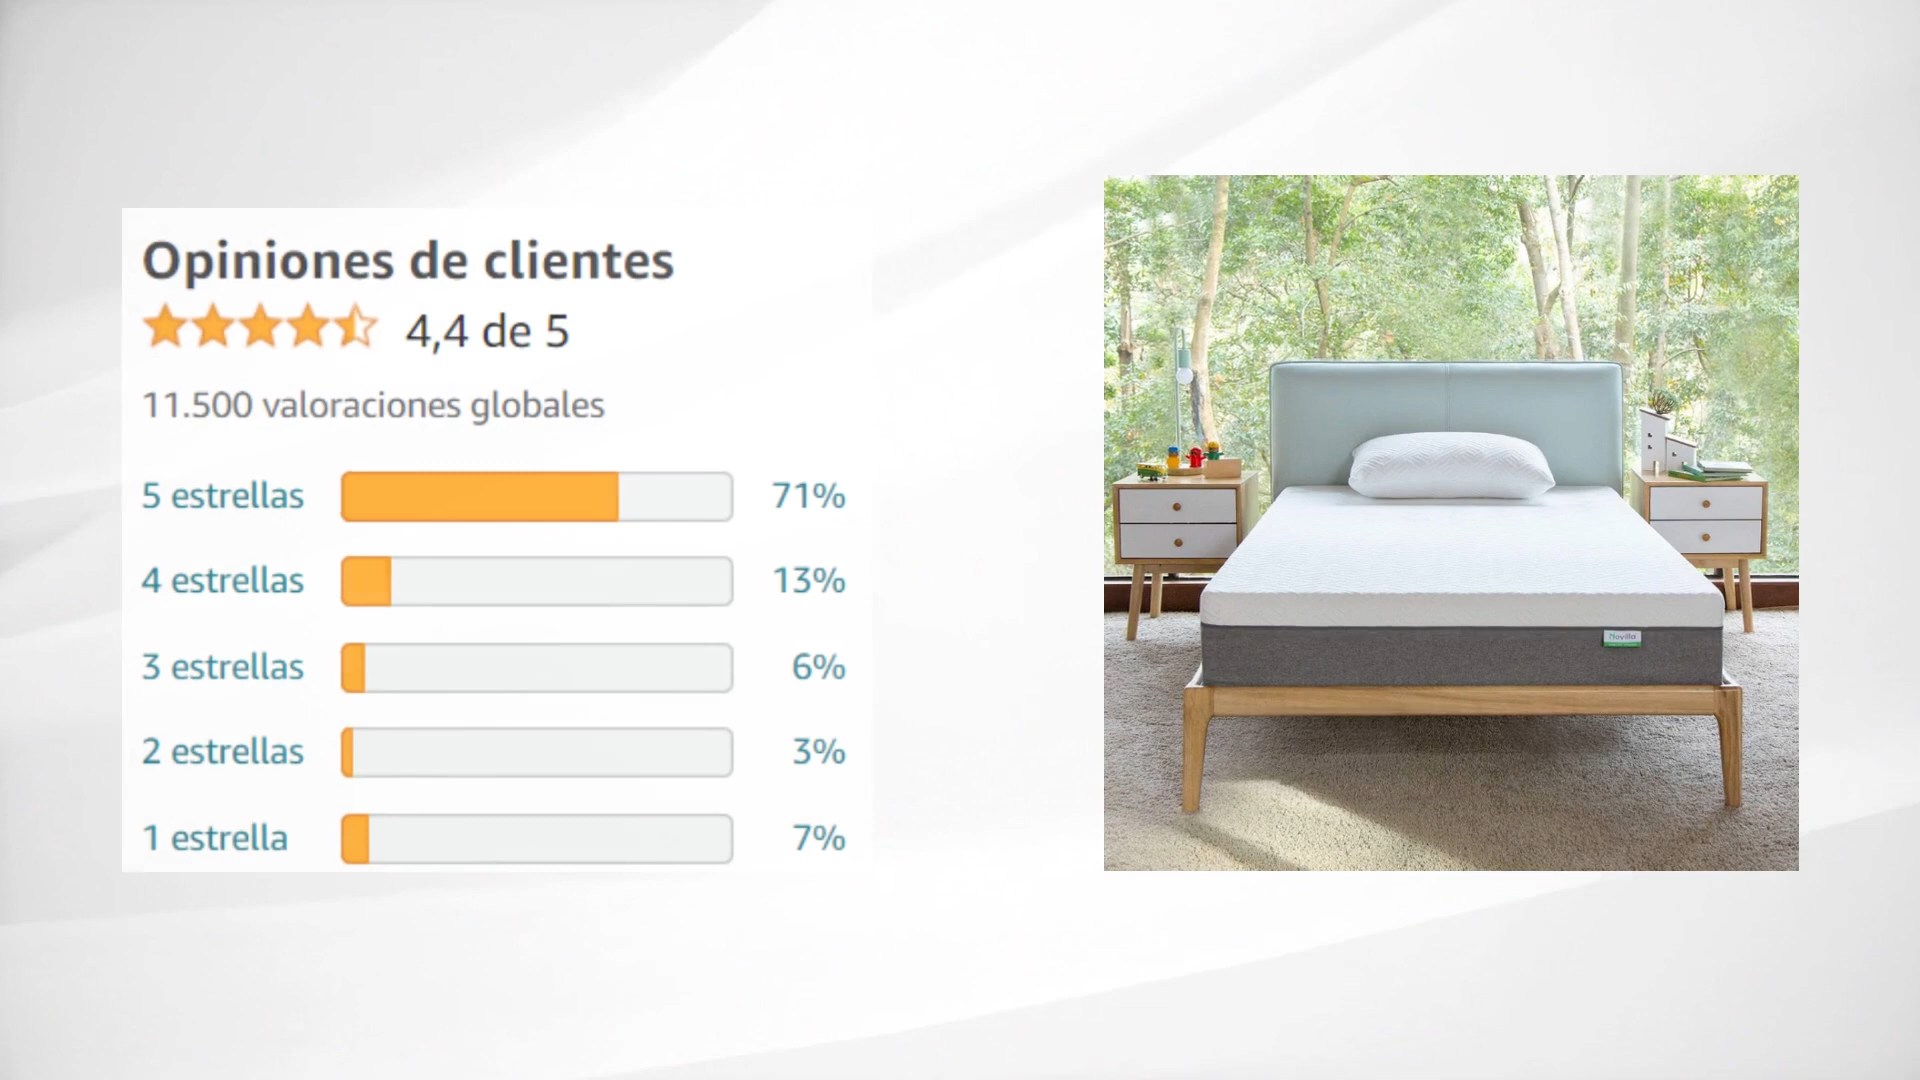 Opiniones de clientes
4,4 de 5
11.500 valoraciones globales
5 estrellas 71%
4 estrellas 13%
3 estrellas 6%
2 estrellas 3%
1 estrella 7%
Novilla